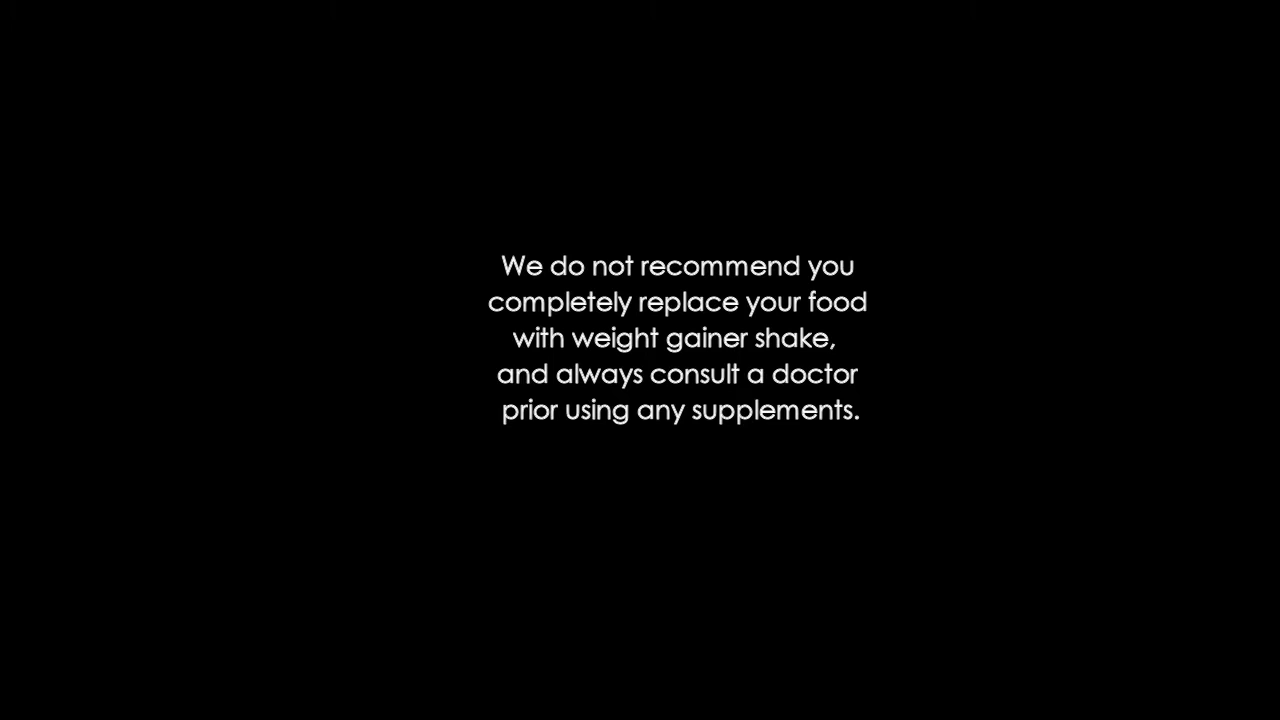 We do not recommend you
completely replace your food
with weight gainer shake,
and always consult a doctor
prior using any supplements.